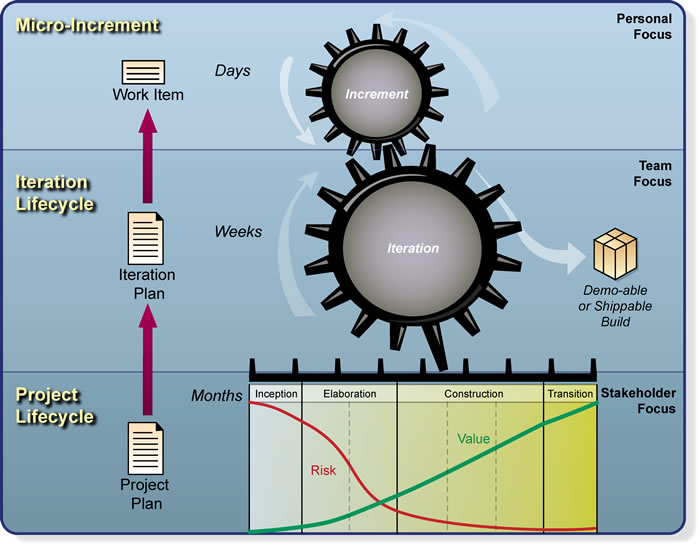 Micro-Increment
Personal
Focus
Days
Work Item
Increment
Iteration
Lifecycle
Team
Focus
Weeks
Iteration
Plan
Iteration
Demo-able
or Shippable
Build
Project
Lifecycle
Months
Stakeholder
Focus
Inception
Elaboration
Construction
Transition
Value
Risk
Project
Plan